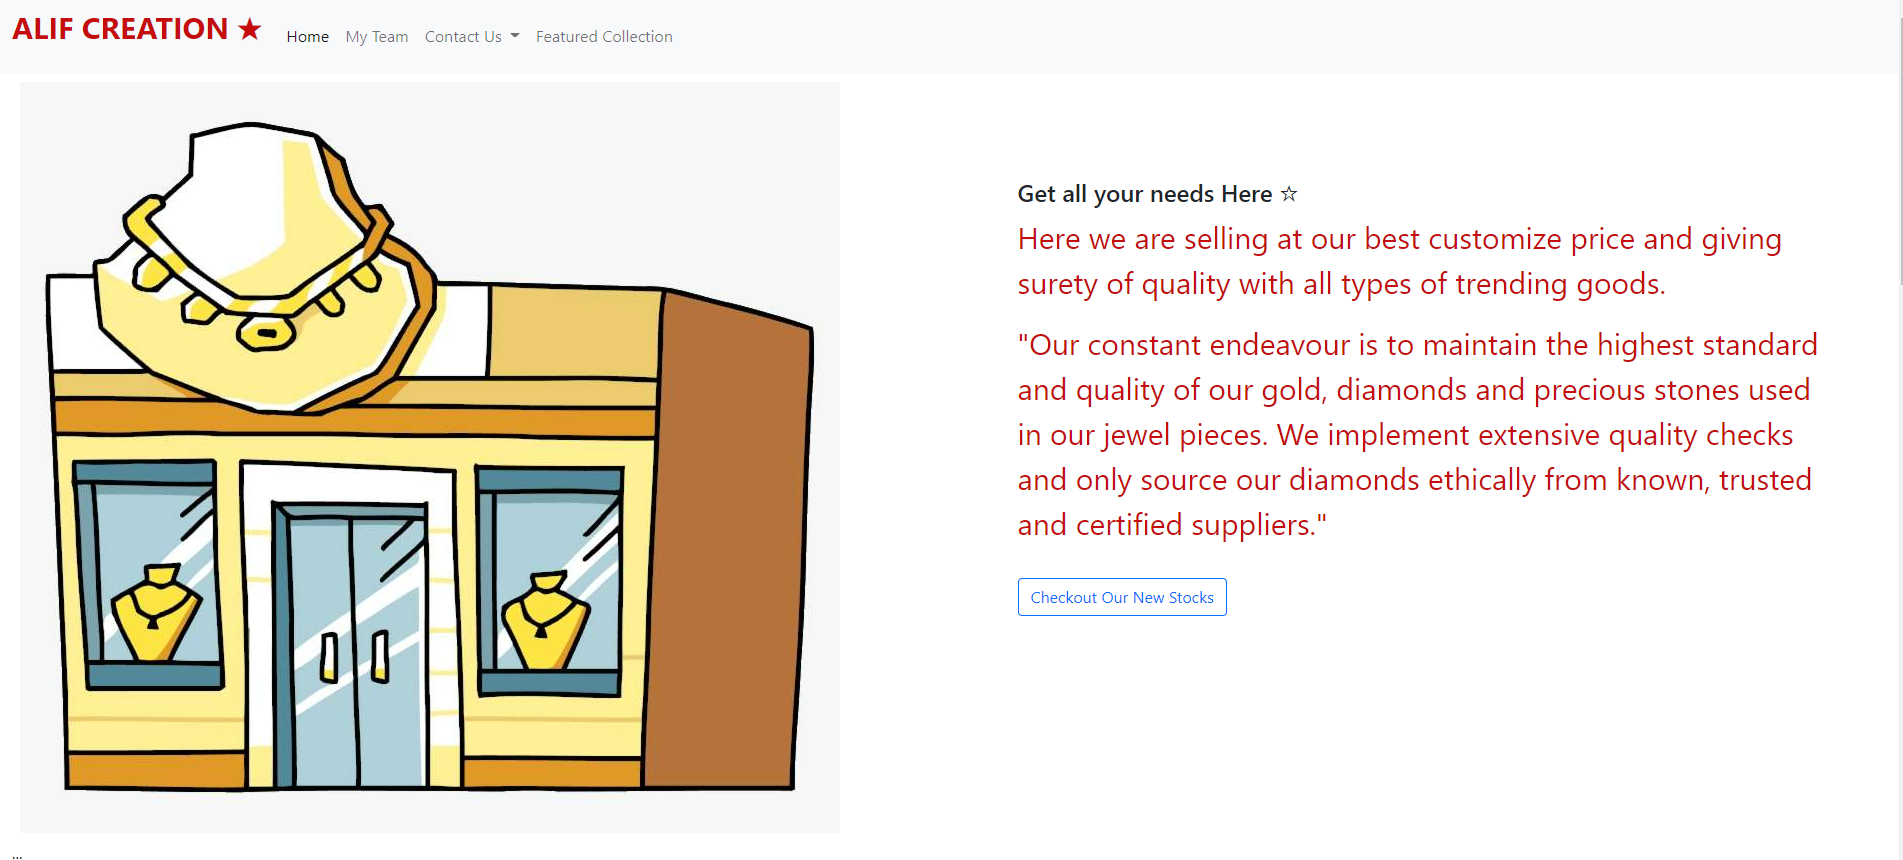 ALIF CREATION ★
Home My Team Contact Us Featured Collection
Get all your needs Here ☆
Here we are selling at our best customize price and giving
surety of quality with all types of trending goods.
"Our constant endeavour is to maintain the highest standard
and quality of our gold, diamonds and precious stones used
in our jewel pieces. We implement extensive quality checks
and only source our diamonds ethically from known, trusted
and certified suppliers."
Checkout Our New Stocks
...